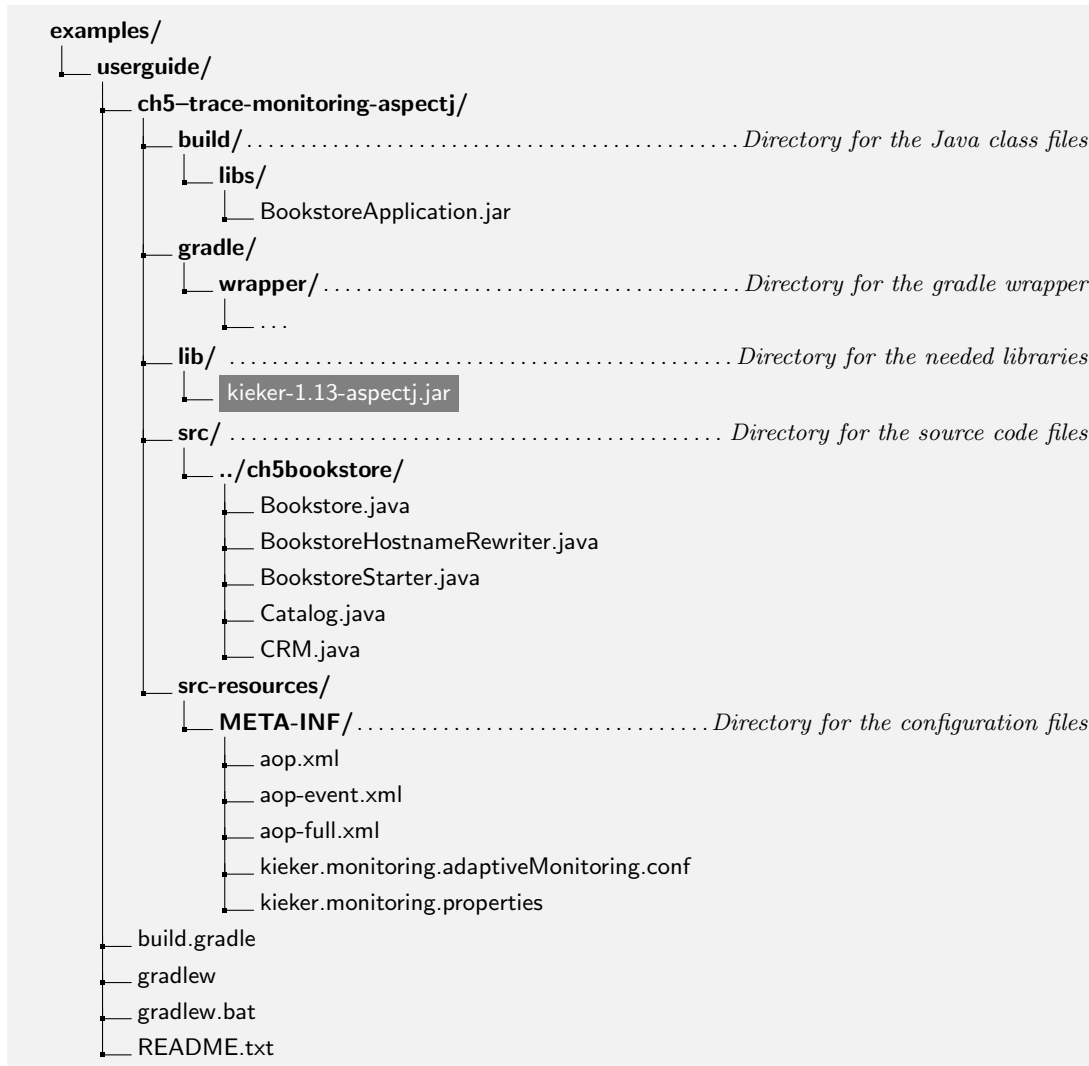 examples/
userguide/
ch5–trace-monitoring-aspectj/
build/ ................................................ Directory for the Java class files
libs/
BookstoreApplication.jar
gradle/
wrapper/ ........................................ Directory for the gradle wrapper
...
lib/ ................................................. Directory for the needed libraries
kieker-1.13-aspectj.jar
src/ ................................................ Directory for the source code files
../ch5bookstore/
Bookstore.java
BookstoreHostnameRewriter.java
BookstoreStarter.java
Catalog.java
CRM.java
src-resources/
META-INF/ .................................. Directory for the configuration files
aop.xml
aop-event.xml
aop-full.xml
kieker.monitoring.adaptiveMonitoring.conf
kieker.monitoring.properties
build.gradle
gradlew
gradlew.bat
README.txt